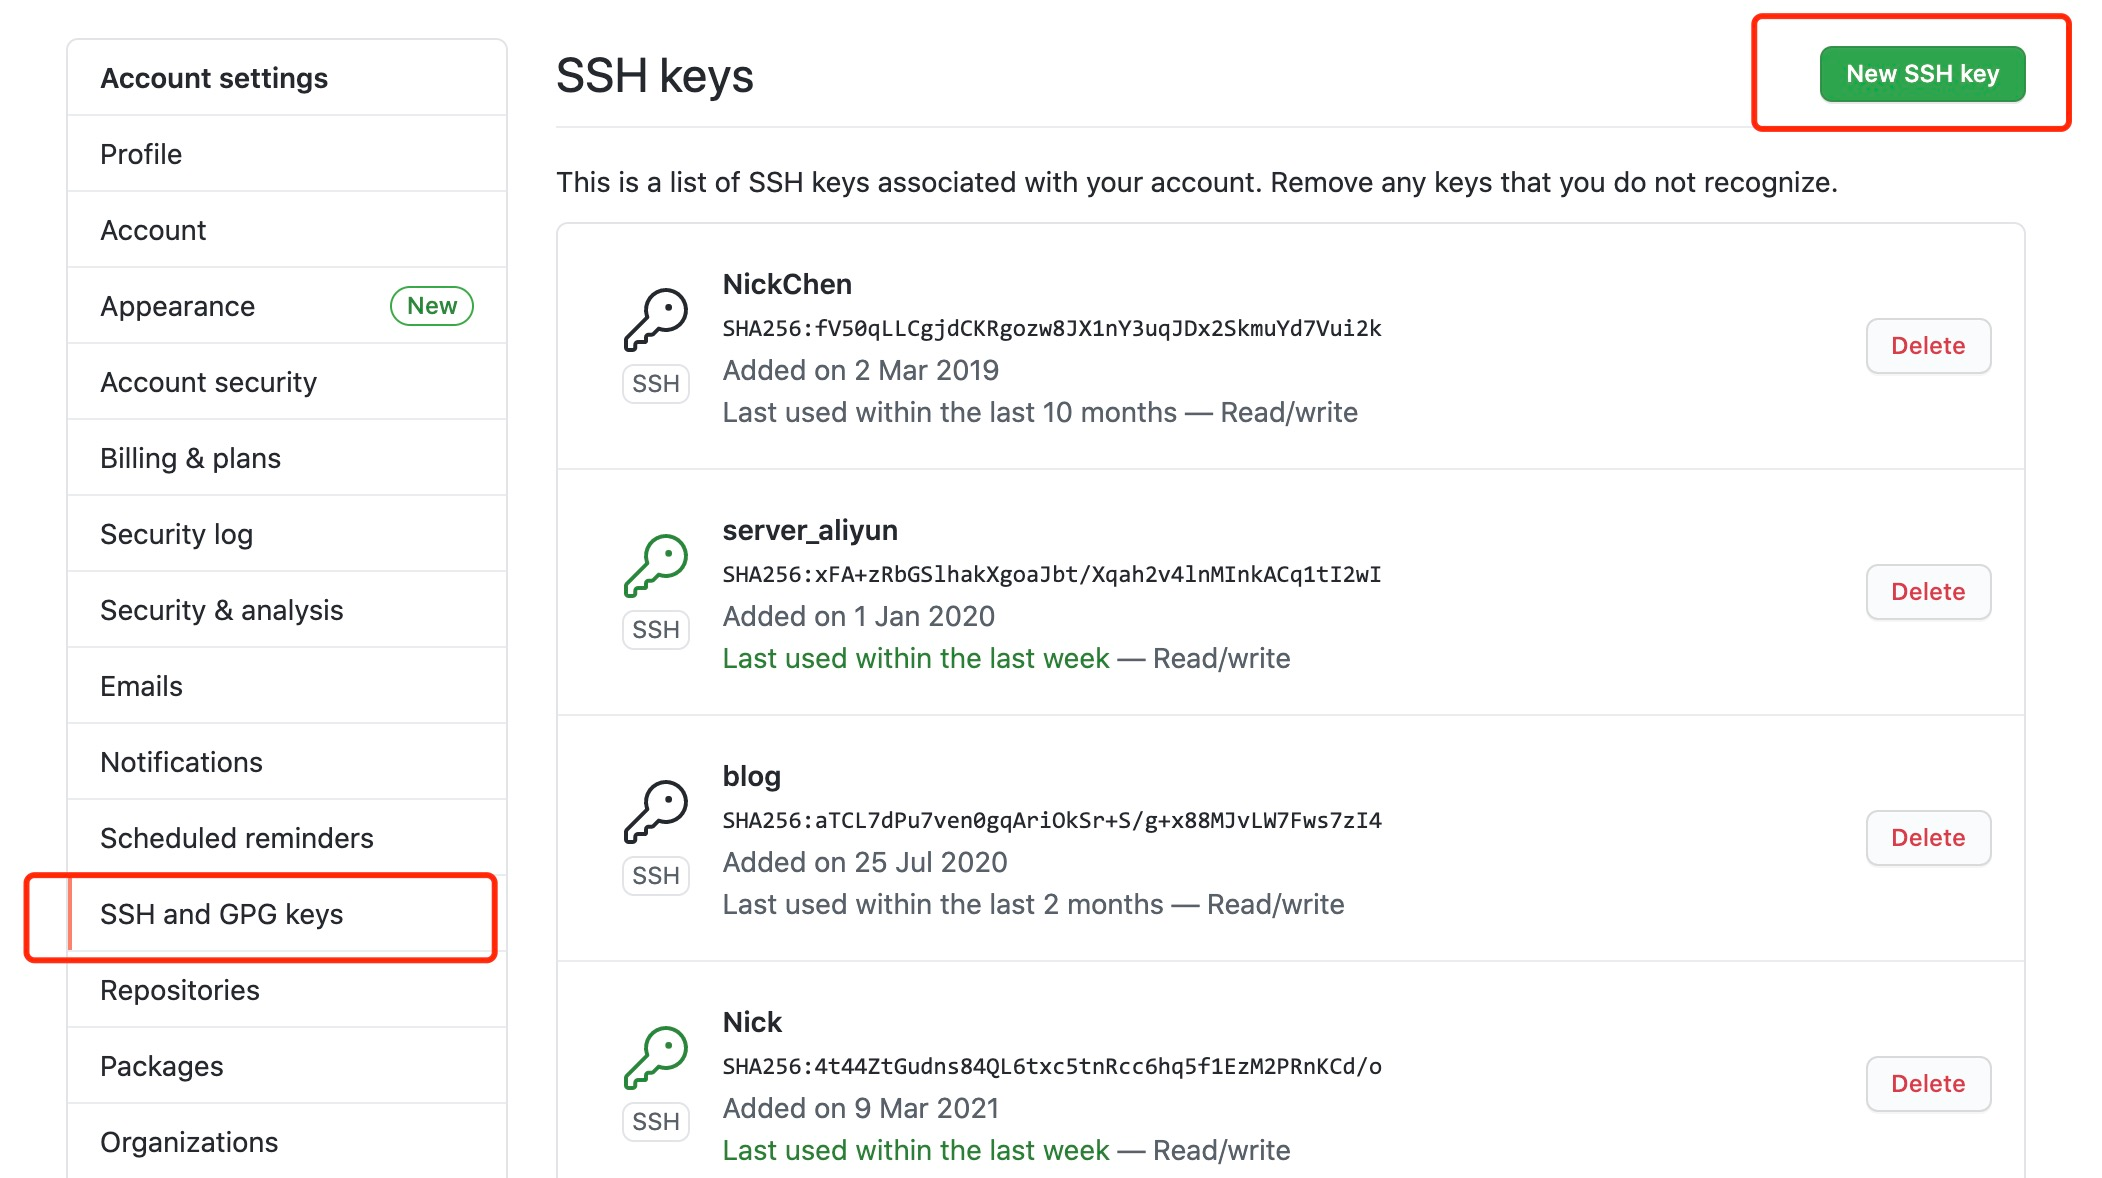 Account settings
Profile
Account
Appearance New
Account security
Billing & plans
Security log
Security & analysis
Emails
Notifications
Scheduled reminders
SSH and GPG keys
Repositories
Packages
Organizations
SSH keys
New SSH key
This is a list of SSH keys associated with your account. Remove any keys that you do not recognize.
NickChen
SHA256:fV50qLLCgjdCKRgozw8JX1nY3uqJDx2SkmuYd7Vui2k
Added on 2 Mar 2019
Last used within the last 10 months — Read/write
SSH
Delete
server_aliyun
SHA256:xFA+zRbGSlhakXgoaJbt/Xqah2v4lnMInkACq1tI2wI
Added on 1 Jan 2020
Last used within the last week — Read/write
SSH
Delete
blog
SHA256:aTCL7dPu7ven0gqAriOkSr+S/g+x88MJvLW7Fws7zI4
Added on 25 Jul 2020
Last used within the last 2 months — Read/write
SSH
Delete
Nick
SHA256:4t44ZtGudns84QL6txc5tnRcc6hq5f1EzM2PRnKCd/o
Added on 9 Mar 2021
Last used within the last week — Read/write
SSH
Delete